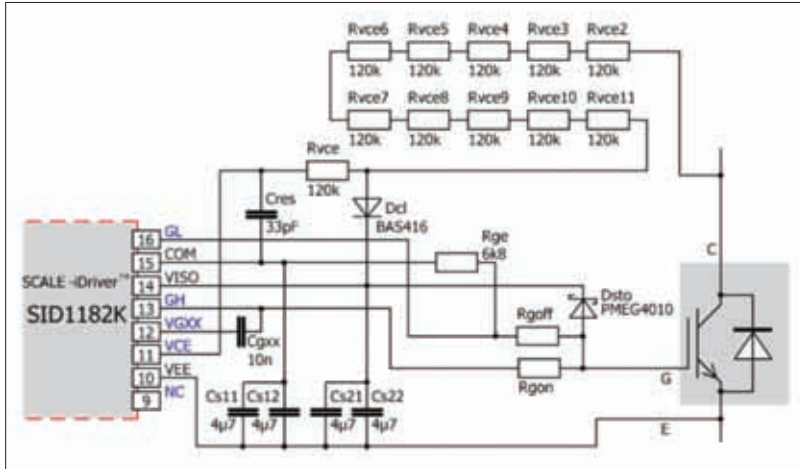 Rvce6 Rvce5 Rvce4 Rvce3 Rvce2
120k 120k 120k 120k 120k
Rvce7 Rvce8 Rvce9 Rvce10 Rvce11
120k 120k 120k 120k 120k
Rvce
120k
Cres
33pF
Dcl
BAS416
SCALE -iDriver™
SID1182K
16 GL
15 COM
14 VISO
13 GH
12 VGXX
11 VCE
10 VEE
9 NC
Rge
6k8
C
Dsto
PMEG4010
Rgoff
Cgxx
10n
Rgon
G
Cs11 Cs12 Cs21 Cs22
4µ7 4µ7 4µ7 4µ7
E